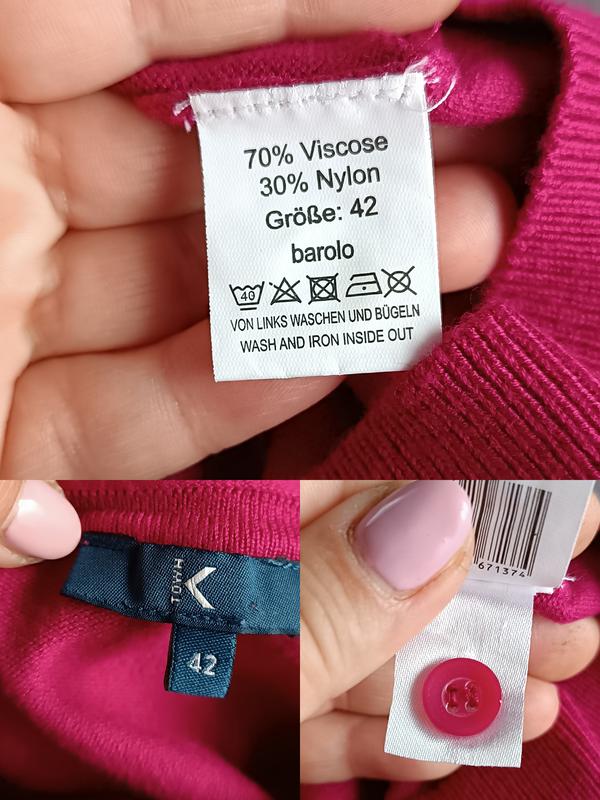 70% Viscose
30% Nylon
Größe: 42
barolo
40
VON LINKS WASCHEN UND BÜGELN
WASH AND IRON INSIDE OUT
TOWN
42
671374